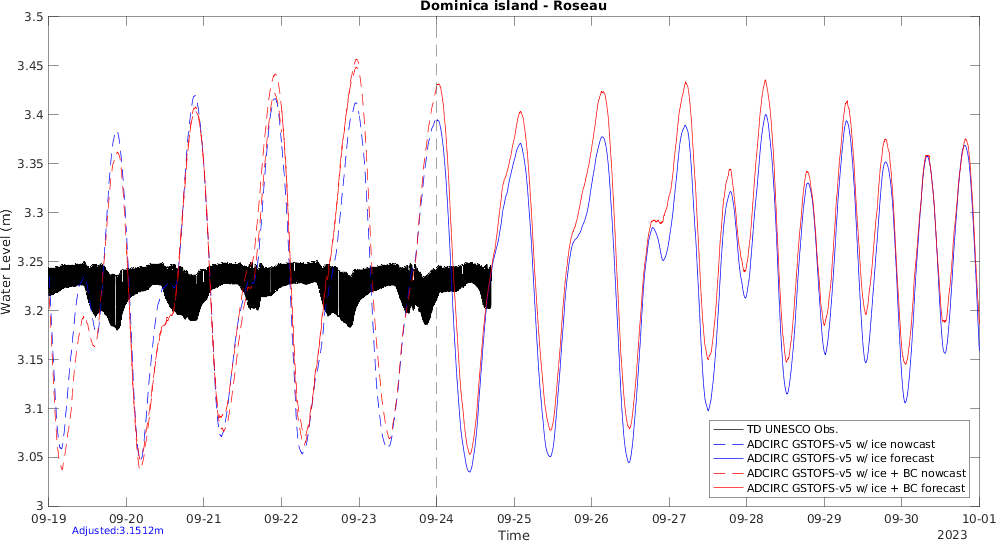 Dominica island - Roseau
Water Level (m)
3.5
3.45
3.4
3.35
3.3
3.25
3.2
3.15
3.1
3.05
3
TD UNESCO Obs.
ADCIRC GSTOFS-v5 w/ ice nowcast
ADCIRC GSTOFS-v5 w/ ice forecast
ADCIRC GSTOFS-v5 w/ ice + BC nowcast
ADCIRC GSTOFS-v5 w/ ice + BC forecast
09-19 09-20 09-21 09-22 09-23 09-24 09-25 09-26 09-27 09-28 09-29 09-30 10-01
Adjusted:3.1512m
Time
2023